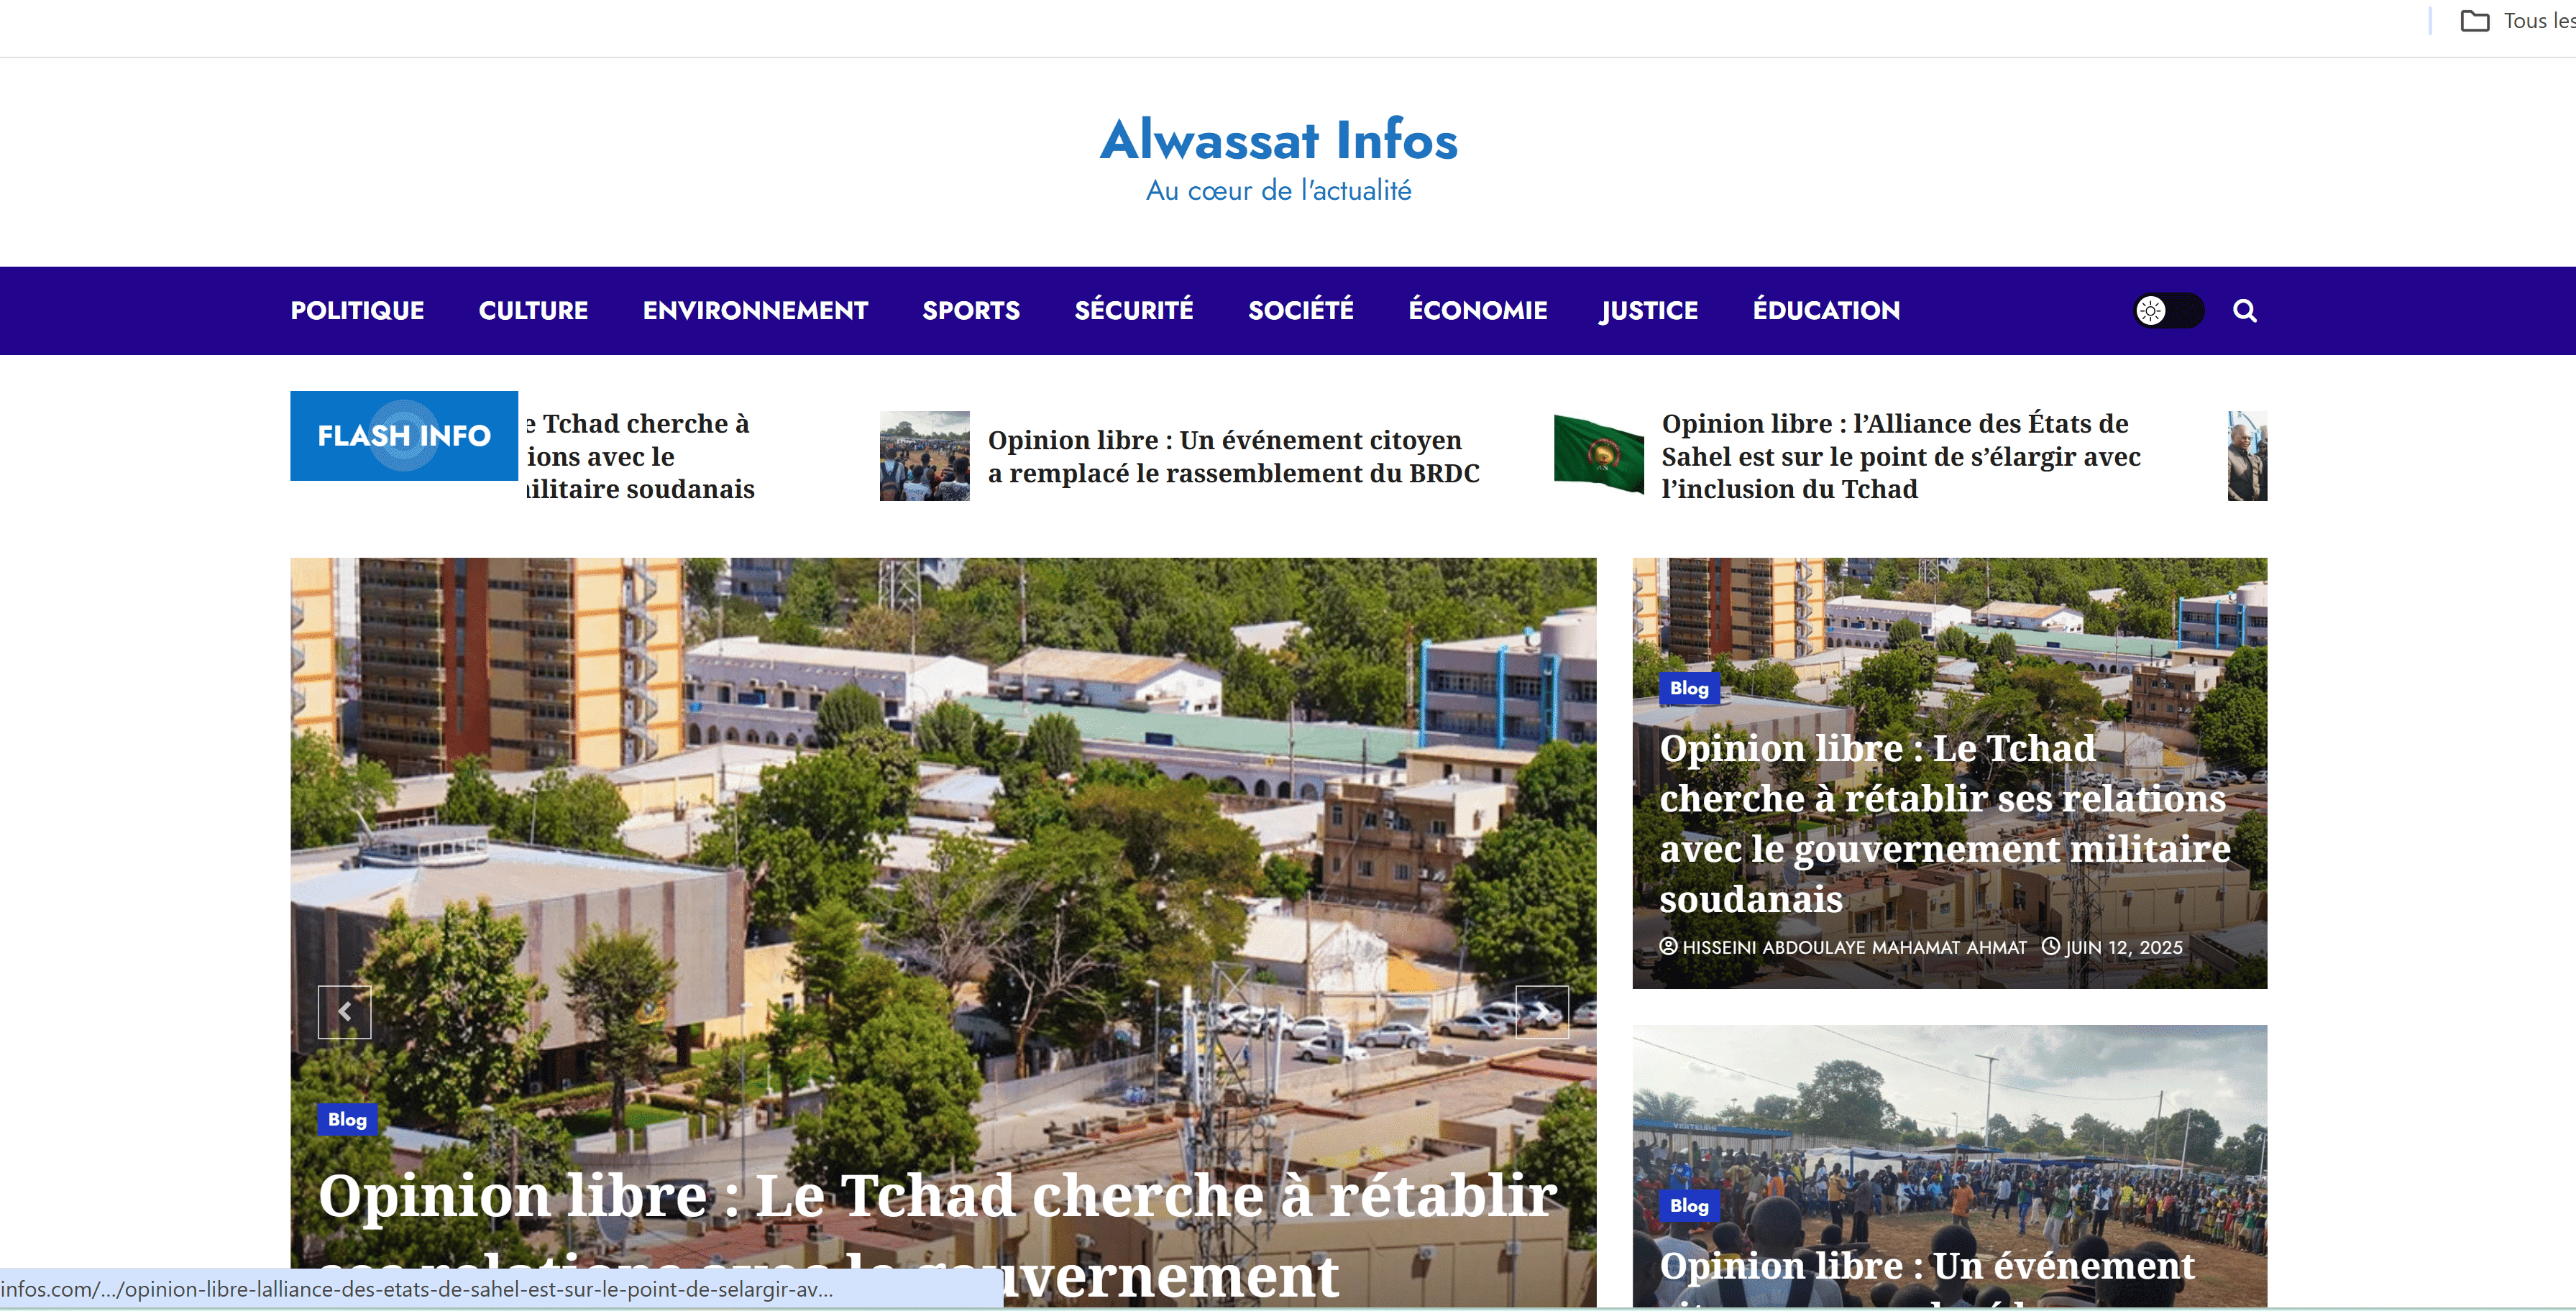 Tous les
Alwassat Infos
Au cœur de l'actualité
POLITIQUE CULTURE ENVIRONNEMENT SPORTS SÉCURITÉ SOCIÉTÉ ÉCONOMIE JUSTICE ÉDUCATION
FLASH INFO
e Tchad cherche à
ions avec le
ilitaire soudanais
Opinion libre : Un événement citoyen
a remplacé le rassemblement du BRDC
Opinion libre : l’Alliance des États de
Sahel est sur le point de s’élargir avec
l’inclusion du Tchad
Blog
Opinion libre : Le Tchad cherche à rétablir
uvernement
Blog
Opinion libre : Le Tchad
cherche à rétablir ses relations
avec le gouvernement militaire
soudanais
HISSEINI ABDOULAYE MAHAMAT AHMAT JUIN 12, 2025
VISITEURS
Blog
Opinion libre : Un événement
infos.com/.../opinion-libre-lalliance-des-etats-de-sahel-est-sur-le-point-de-selargir-av...